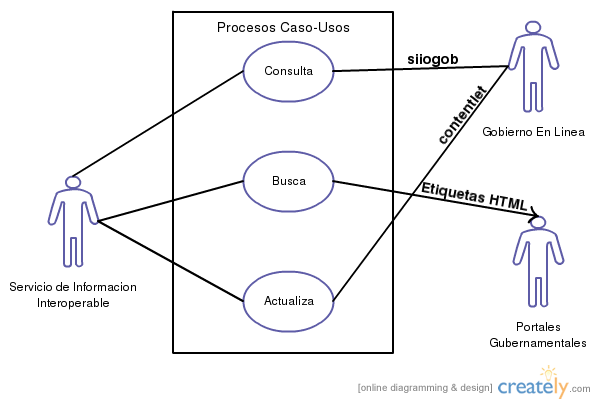 Procesos Caso-Usos
Consulta
siiogob
contentlet
Gobierno En Linea
Busca
Etiquetas HTML
Servicio de Informacion
Interoperable
Actualiza
Portales
Gubernamentales
[online diagramming & design] creately.com